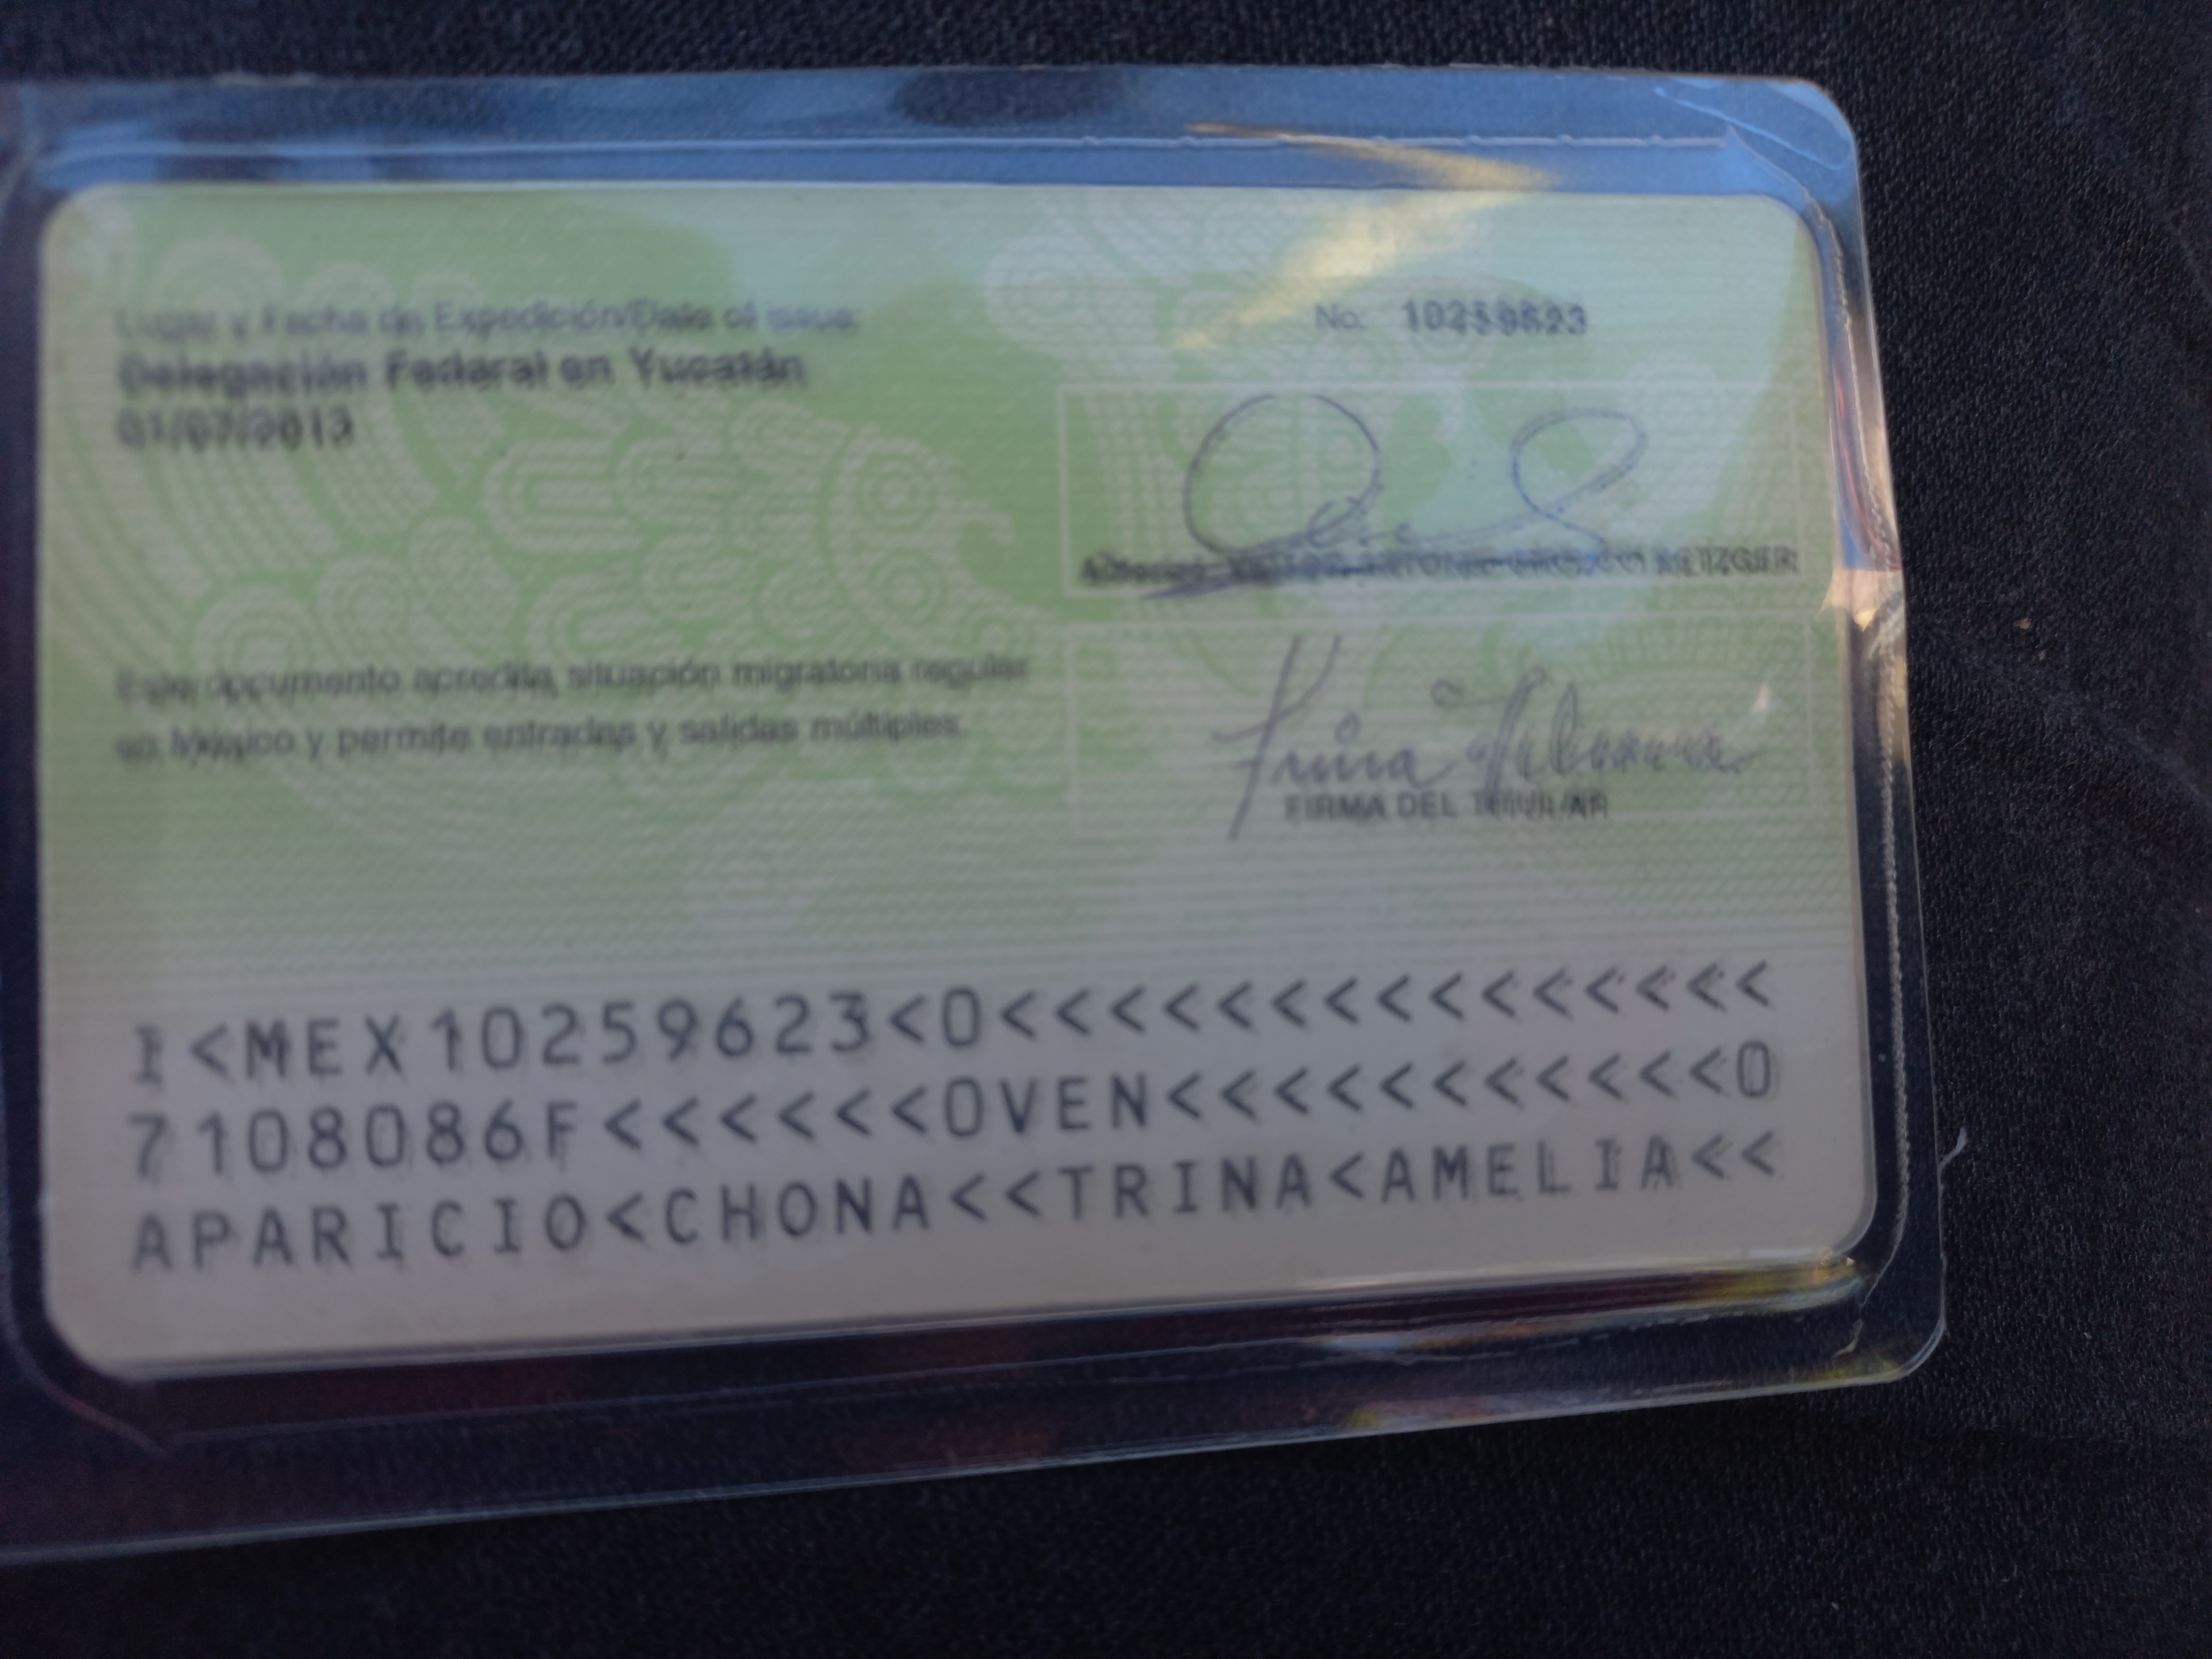 Lugar y Fecha de Expedición/Date of issue:
Delegación Federal en Yucatán
01/07/2013
No. 10259623
METZGER
Este documento acredita situación migratoria regular
en México y permite entradas y salidas múltiples.
Trina
FIRMA DEL TITULAR
I<MEX10259623<0<<<<<<<<<<<<<<<
7108086F<<<<<<0VEN<<<<<<<<<<<0
APARICIO<CHONA<<TRINA<AMELIA<<